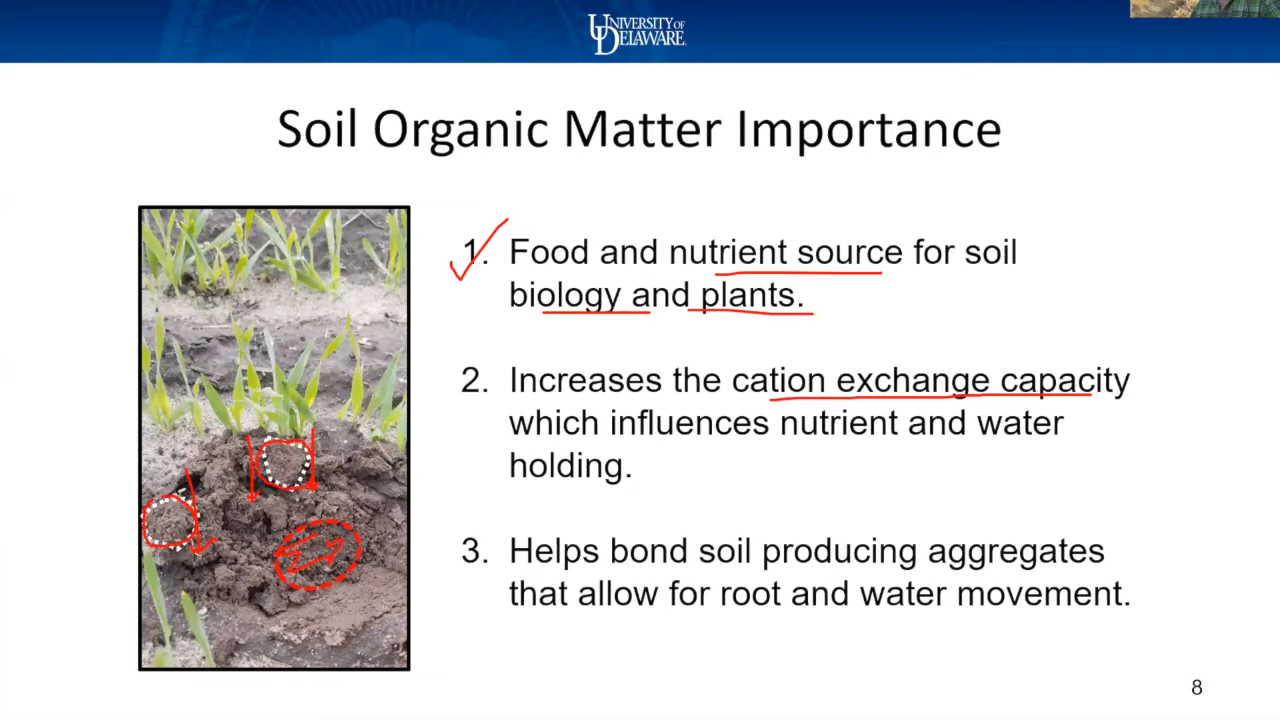 UNIVERSITY OF
DELAWARE
Soil Organic Matter Importance
1. Food and nutrient source for soil
biology and plants.
2. Increases the cation exchange capacity
which influences nutrient and water
holding.
3. Helps bond soil producing aggregates
that allow for root and water movement.
8